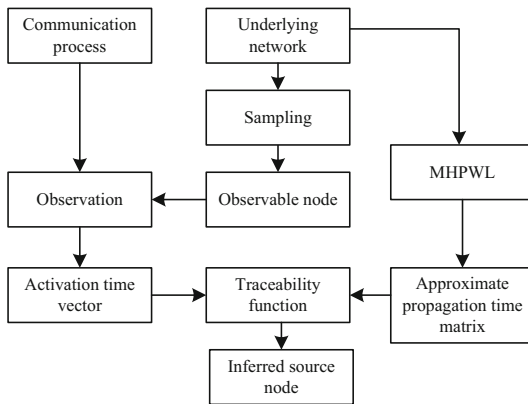 Communication
process
Underlying
network
Sampling
MHPWL
Observation
Observable node
Activation time
vector
Traceability
function
Approximate
propagation time
matrix
Inferred source
node